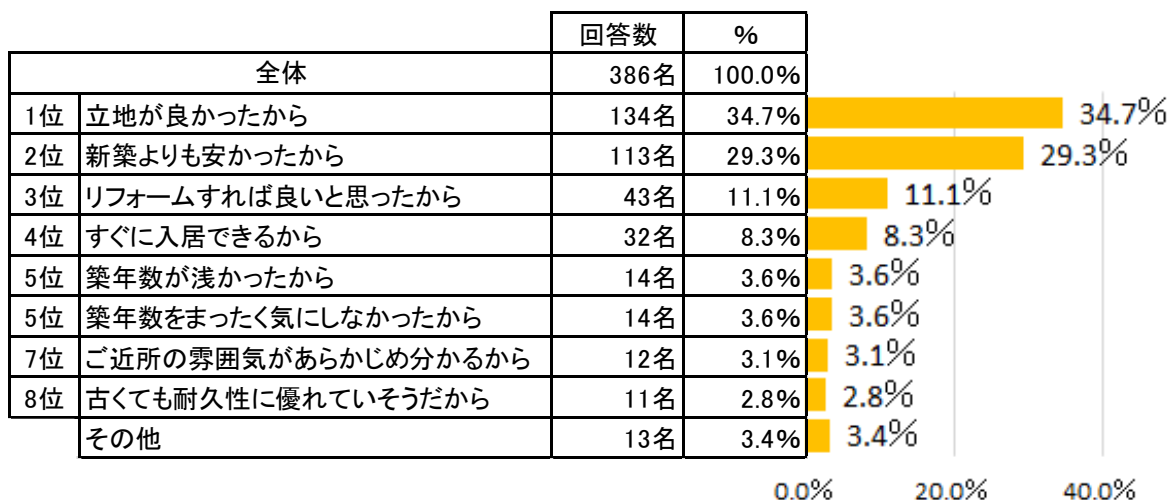 回答数 %
全体 386名 100.0%
1位 立地が良かったから 134名 34.7% 34.7%
2位 新築よりも安かったから 113名 29.3% 29.3%
3位 リフォームすれば良いと思ったから 43名 11.1% 11.1%
4位 すぐに入居できるから 32名 8.3% 8.3%
5位 築年数が浅かったから 14名 3.6% 3.6%
5位 築年数をまったく気にしなかったから 14名 3.6% 3.6%
7位 ご近所の雰囲気があらかじめ分かるから 12名 3.1% 3.1%
8位 古くても耐久性に優れていそうだから 11名 2.8% 2.8%
その他 13名 3.4% 3.4%
0.0% 20.0% 40.0%